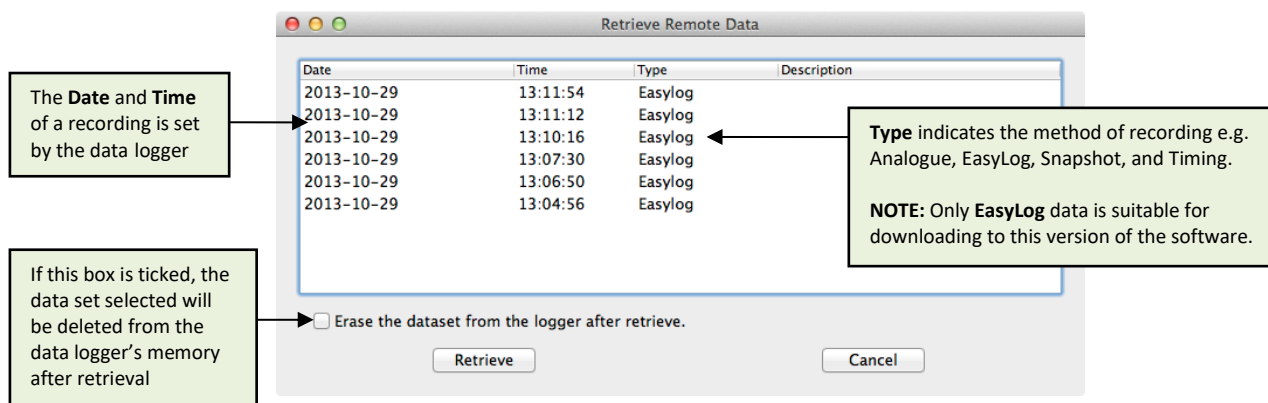 Retrieve Remote Data
Date Time Type Description
2013-10-29 13:11:54 Easylog
2013-10-29 13:11:12 Easylog
2013-10-29 13:10:16 Easylog
2013-10-29 13:07:30 Easylog
2013-10-29 13:06:50 Easylog
2013-10-29 13:04:56 Easylog
Erase the dataset from the logger after retrieve.
Retrieve Cancel
The Date and Time
of a recording is set
by the data logger
Type indicates the method of recording e.g.
Analogue, EasyLog, Snapshot, and Timing.
NOTE: Only EasyLog data is suitable for
downloading to this version of the software.
If this box is ticked, the
data set selected will
be deleted from the
data logger’s memory
after retrieval